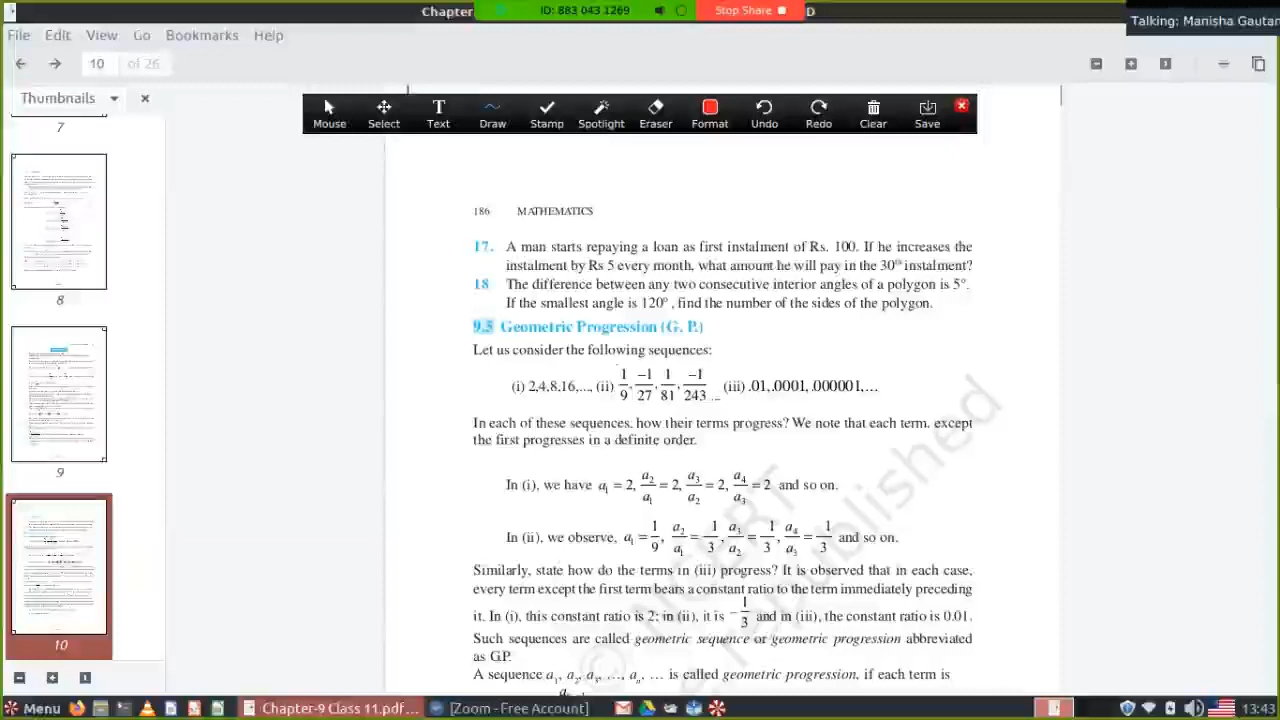 Chapter
ID: 883 043 1269
Stop Share
D
Talking: Manisha Gautan
File Edit View Go Bookmarks Help
10 of 26
Thumbnails
Mouse Select Text Draw Stamp Spotlight Eraser Format Undo Redo Clear Save
7
8
9
10
186 MATHEMATICS
17. A man starts repaying a loan as first instalment of Rs. 100. If he increases the
instalment by Rs 5 every month, what amount he will pay in the 30th instalment?
18 The difference between any two consecutive interior angles of a polygon is 5°.
If the smallest angle is 120°, find the number of the sides of the polygon.
9.5 Geometric Progression (G. P.)
Let us consider the following sequences:
(i) 2,4,8,16,..., (ii) 1/9, -1/27, 1/81, -1/243 ... (iii) .01,.0001,.000001,...
In each of these sequences, how their terms progress? We note that each term, except
the first progresses in a definite order.
In (i), we have a1 = 2, a2/a1 = 2, a3/a2 = 2, a4/a3 = 2 and so on.
In (ii), we observe, a1 = 1/9, a2/a1 = 1/3, a3/a2 = 1/3, a4/a3 = 1/3 and so on.
Similarly, state how do the terms in (iii) progress? It is observed that in each case,
every term except the first term bears a constant ratio to the term immediately preceding
it. In (i), this constant ratio is 2; in (ii), it is -1/3 and in (iii), the constant ratio is 0.01.
Such sequences are called geometric sequence or geometric progression abbreviated
as G.P.
A sequence a1, a2, a3, ..., an, ... is called geometric progression, if each term is
Menu
Chapter-9 Class 11.pdf...
[Zoom - Free Account]
13:43